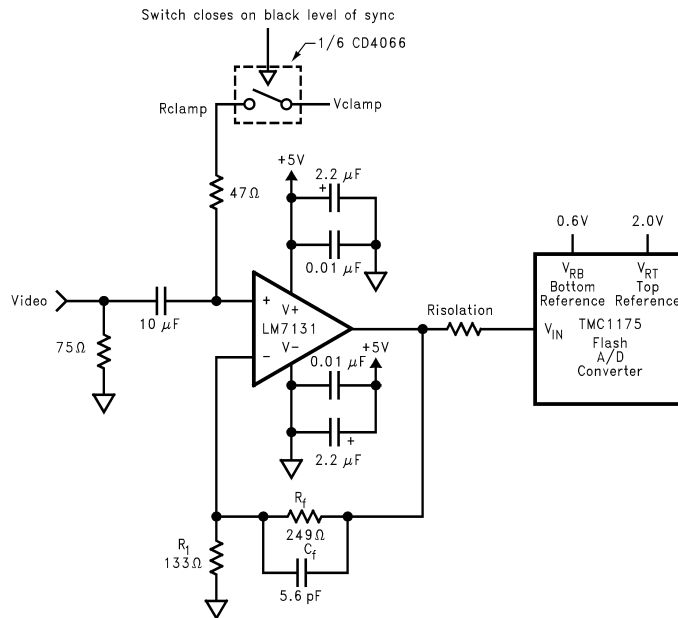 Switch closes on black level of sync
1/6 CD4066
Rclamp
Vclamp
+5V
2.2 μF
+
47Ω
0.01 μF
0.6V
2.0V
VRB
Bottom
Reference
VRT
Top
Reference
Video
10 μF
+
V+
LM7131
V-
-
Risolation
VIN
TMC1175
Flash
A/D
Converter
75Ω
0.01 μF
+5V
+
2.2 μF
Rf
249Ω
Cf
5.6 pF
R1
133Ω